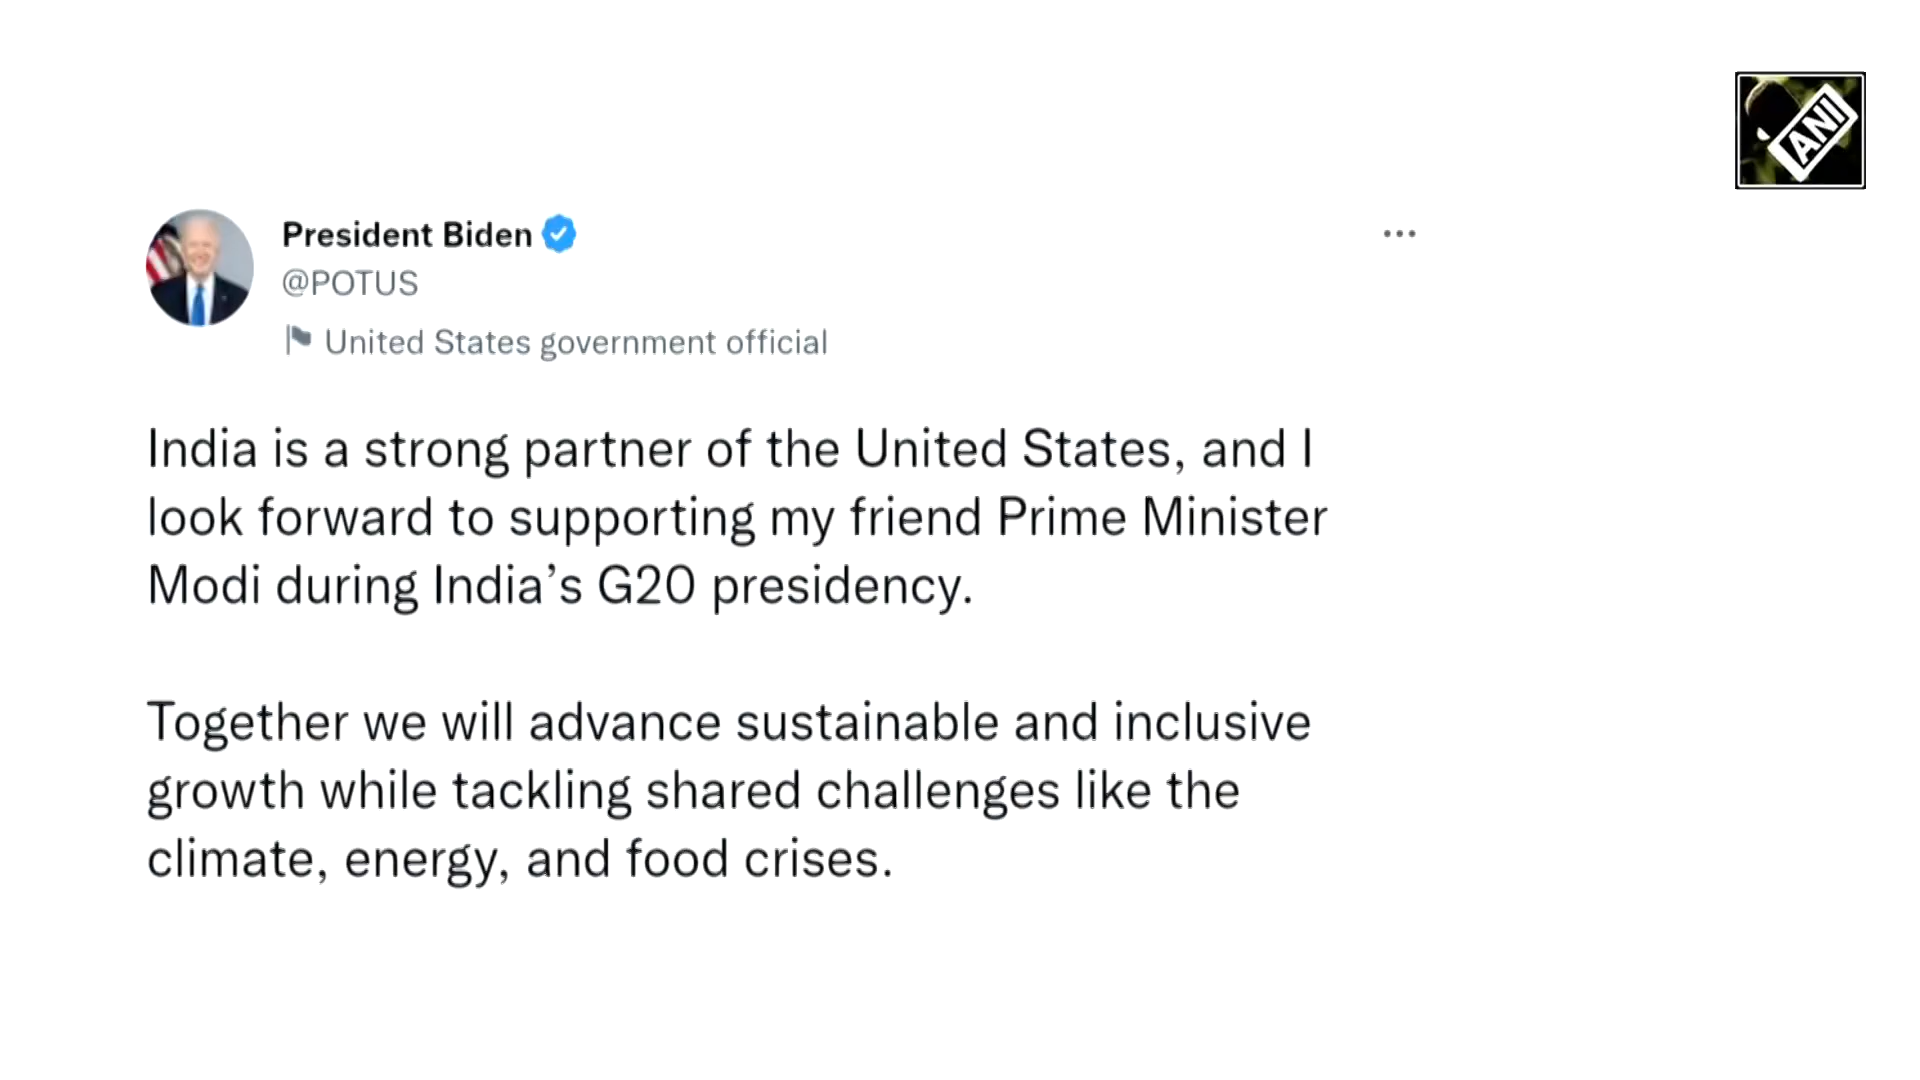 ANI
President Biden
@POTUS
United States government official
India is a strong partner of the United States, and I
look forward to supporting my friend Prime Minister
Modi during India’s G20 presidency.
Together we will advance sustainable and inclusive
growth while tackling shared challenges like the
climate, energy, and food crises.